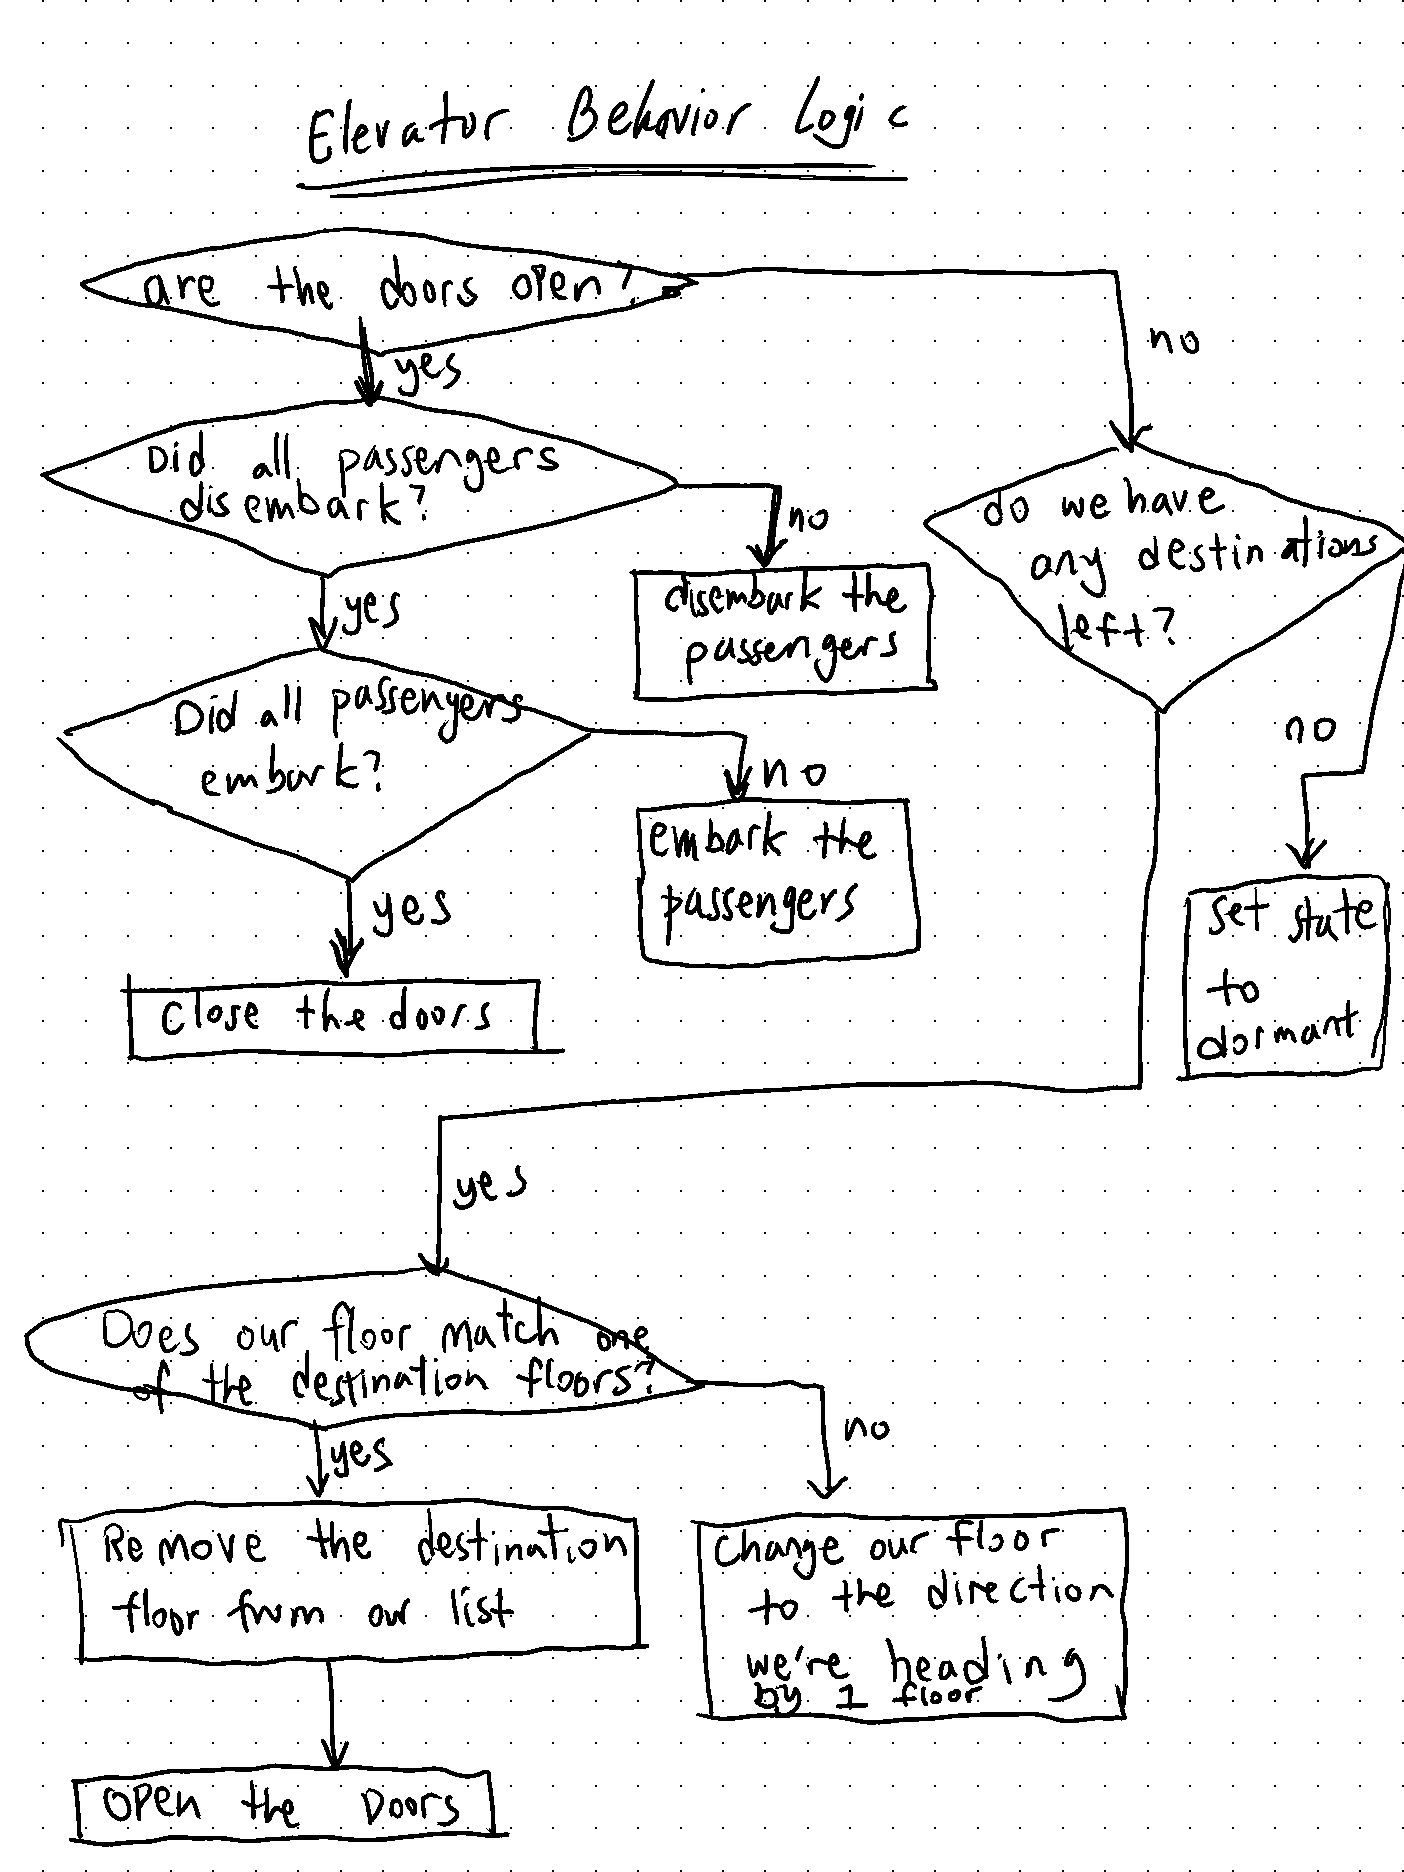 Elevator Behavior Logic
are the doors open?
yes
no
Did all passengers
disembark?
no
yes
disembark the
passengers
do we have
any destinations
left?
no
Did all passengers
embark?
no
yes
embark the
passengers
set state
to
dormant
Close the doors
yes
Does our floor match one
of the destination floors?
yes
no
Remove the destination
floor from our list
Change our floor
to the direction
we're heading
by 1 floor
OPen the Doors